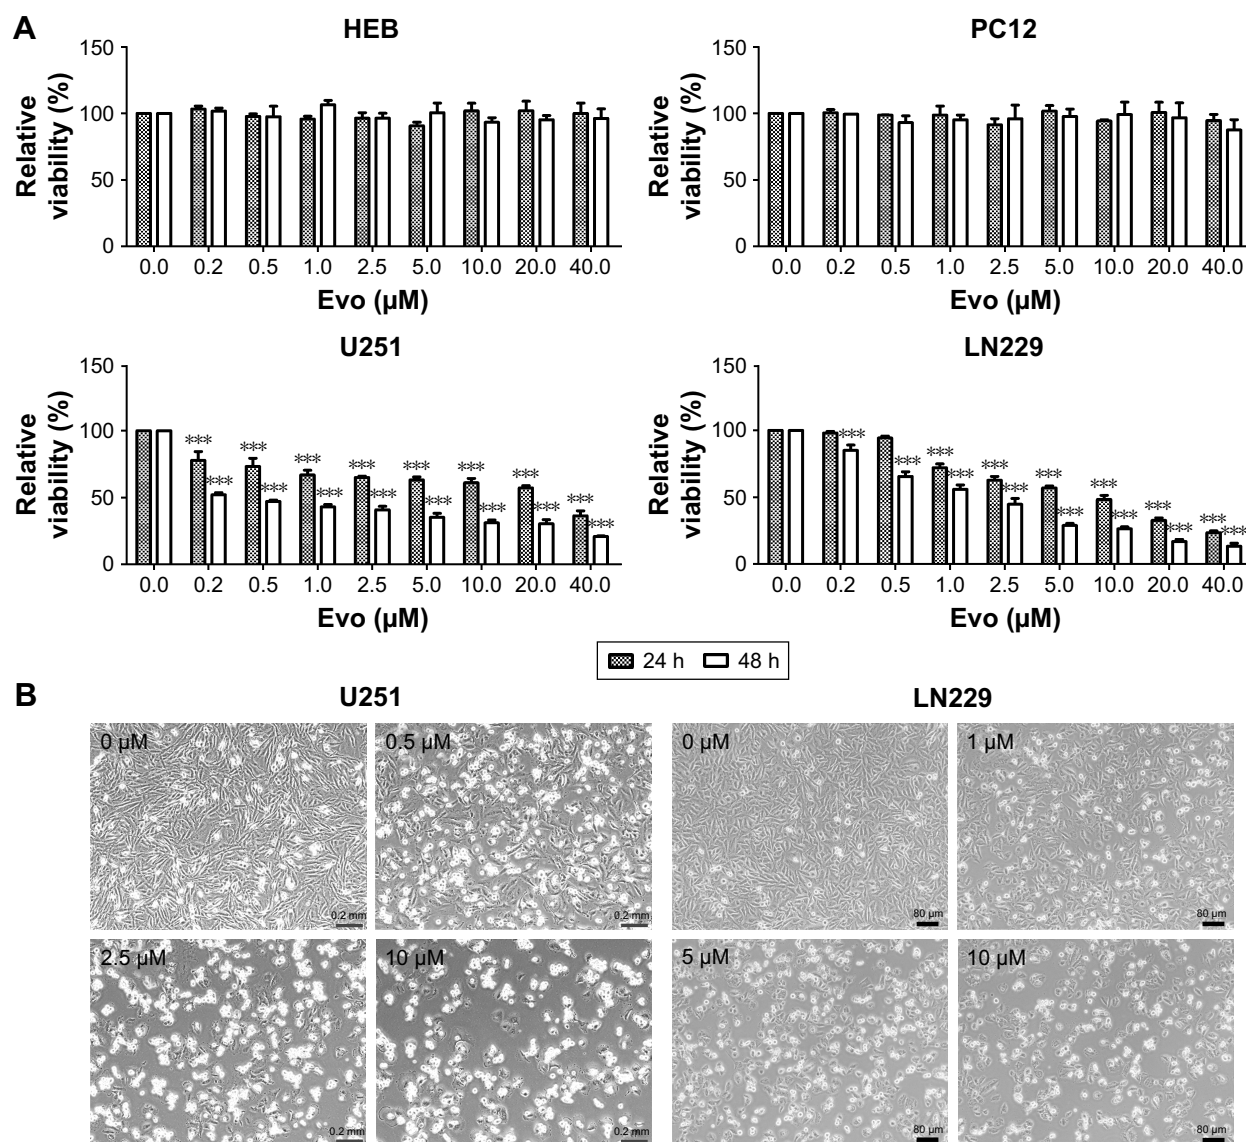 A
HEB
PC12
150
100
50
0
Relative
viability (%)
0.0 0.2 0.5 1.0 2.5 5.0 10.0 20.0 40.0
Evo (µM)
150
100
50
0
Relative
viability (%)
0.0 0.2 0.5 1.0 2.5 5.0 10.0 20.0 40.0
Evo (µM)
U251
LN229
150
100
50
0
Relative
viability (%)
*** *** *** *** *** *** *** ***
*** *** *** *** *** *** *** ***
0.0 0.2 0.5 1.0 2.5 5.0 10.0 20.0 40.0
Evo (µM)
150
100
50
0
Relative
viability (%)
*** *** *** *** *** ***
*** *** *** *** *** *** *** ***
0.0 0.2 0.5 1.0 2.5 5.0 10.0 20.0 40.0
Evo (µM)
24 h 48 h
B
U251
LN229
0 µM
0.2 mm
0.5 µM
0.2 mm
0 µM
80 µm
1 µM
80 µm
2.5 µM
0.2 mm
10 µM
0.2 mm
5 µM
80 µm
10 µM
80 µm